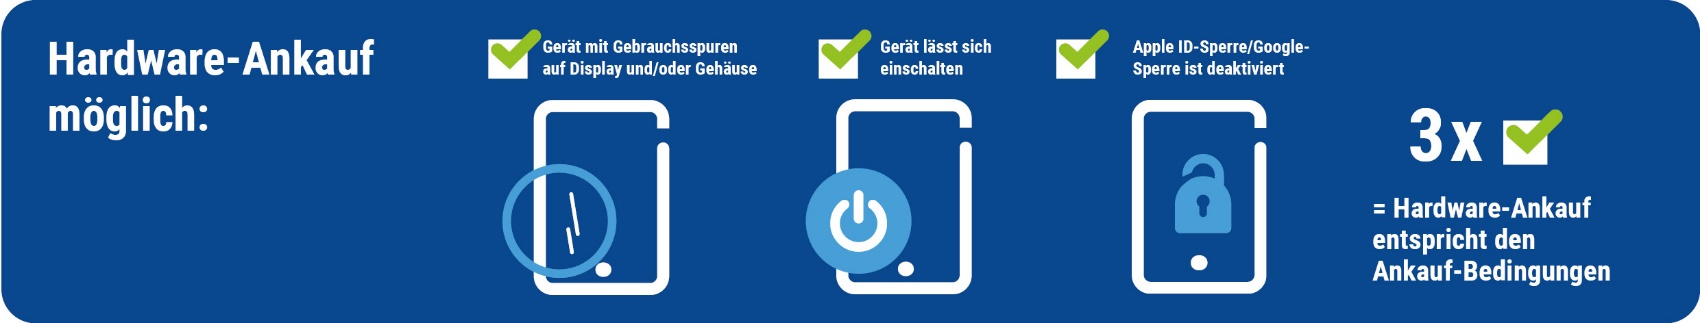 Hardware-Ankauf
möglich:
Gerät mit Gebrauchsspuren
auf Display und/oder Gehäuse
Gerät lässt sich
einschalten
Apple ID-Sperre/Google-
Sperre ist deaktiviert
3x
= Hardware-Ankauf
entspricht den
Ankauf-Bedingungen